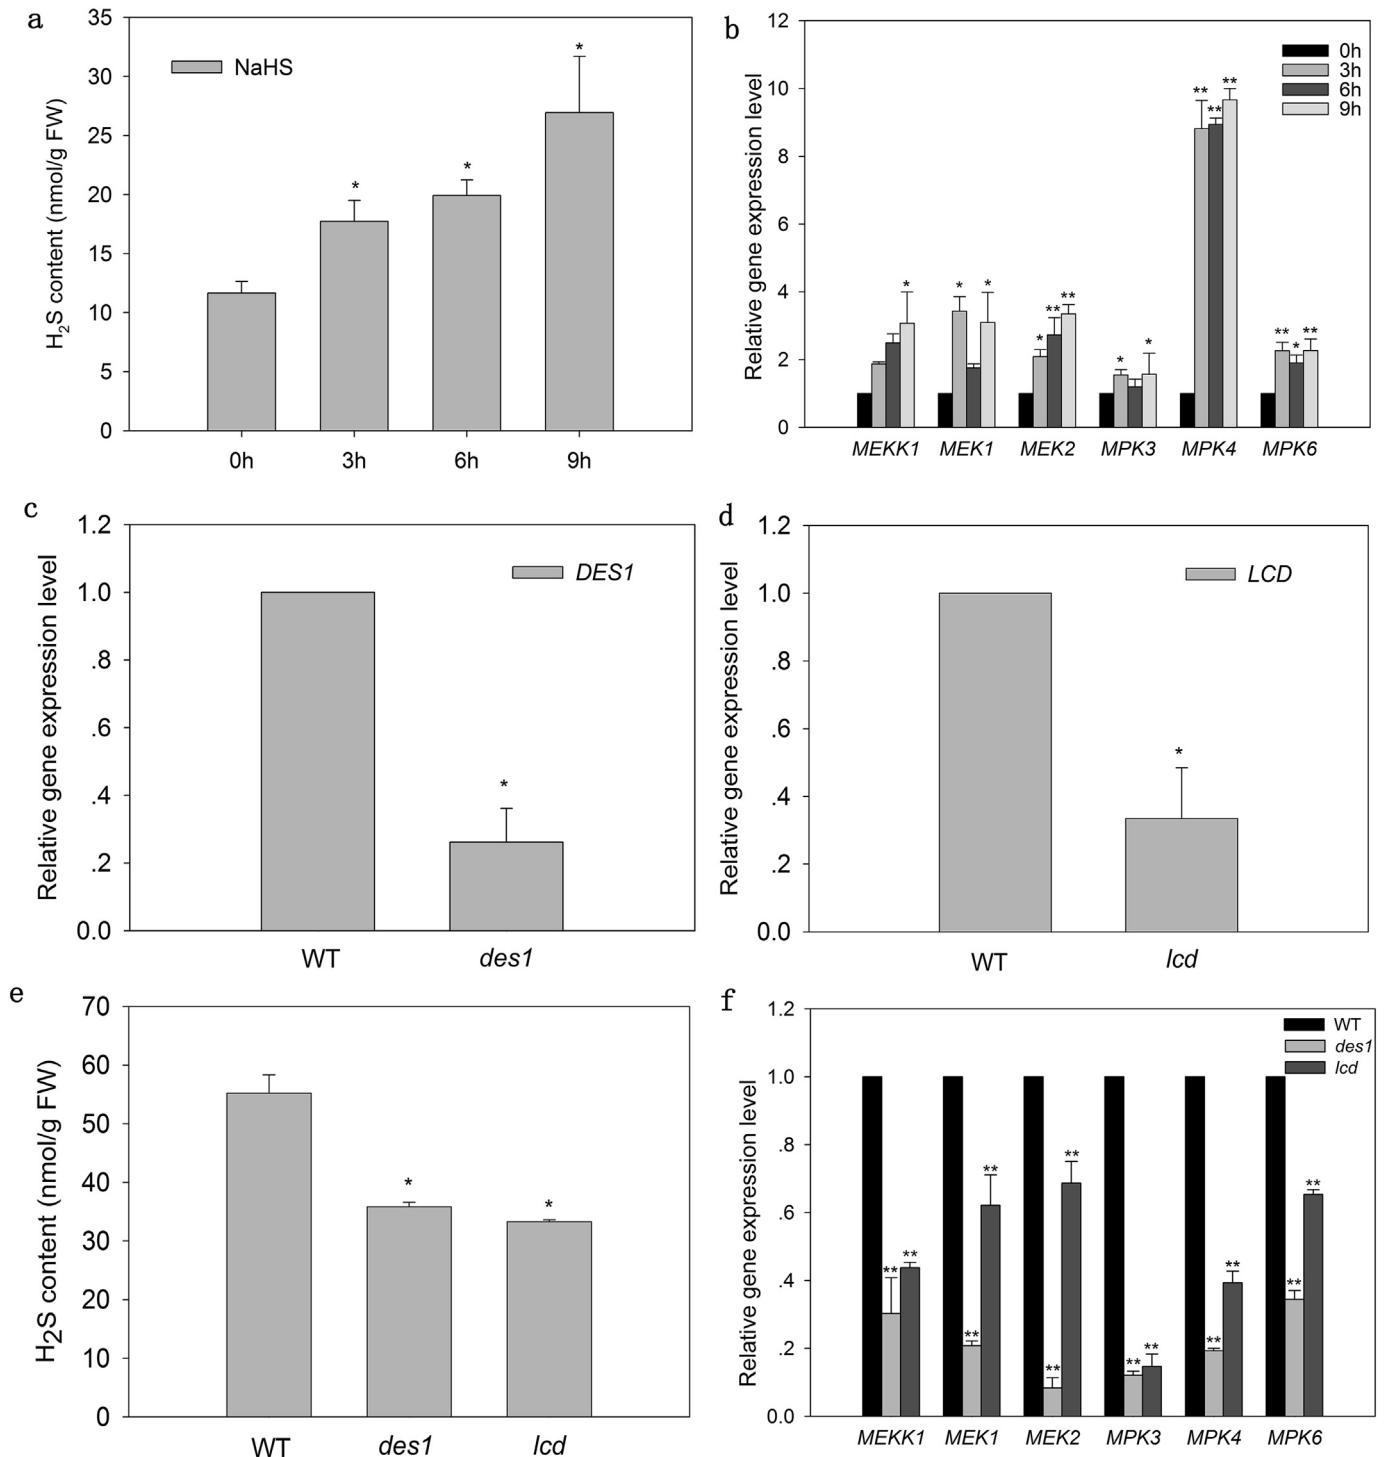 a
35
30
25
20
15
10
5
0
H2S content (nmol/g FW)
NaHS
*
*
*
0h 3h 6h 9h
b
12
10
8
6
4
2
0
Relative gene expression level
0h
3h
6h
9h
*
* *
* ** **
* *
** ** **
** * **
MEKK1 MEK1 MEK2 MPK3 MPK4 MPK6
c
1.2
1.0
.8
.6
.4
.2
0.0
Relative gene expression level
DES1
*
WT des1
d
1.2
1.0
.8
.6
.4
.2
0.0
Relative gene expression level
LCD
*
WT lcd
e
70
60
50
40
30
20
10
0
H2S content (nmol/g FW)
*
*
WT des1 lcd
f
1.2
1.0
.8
.6
.4
.2
0.0
Relative gene expression level
WT
des1
lcd
** **
** **
** **
** **
** **
** **
MEKK1 MEK1 MEK2 MPK3 MPK4 MPK6